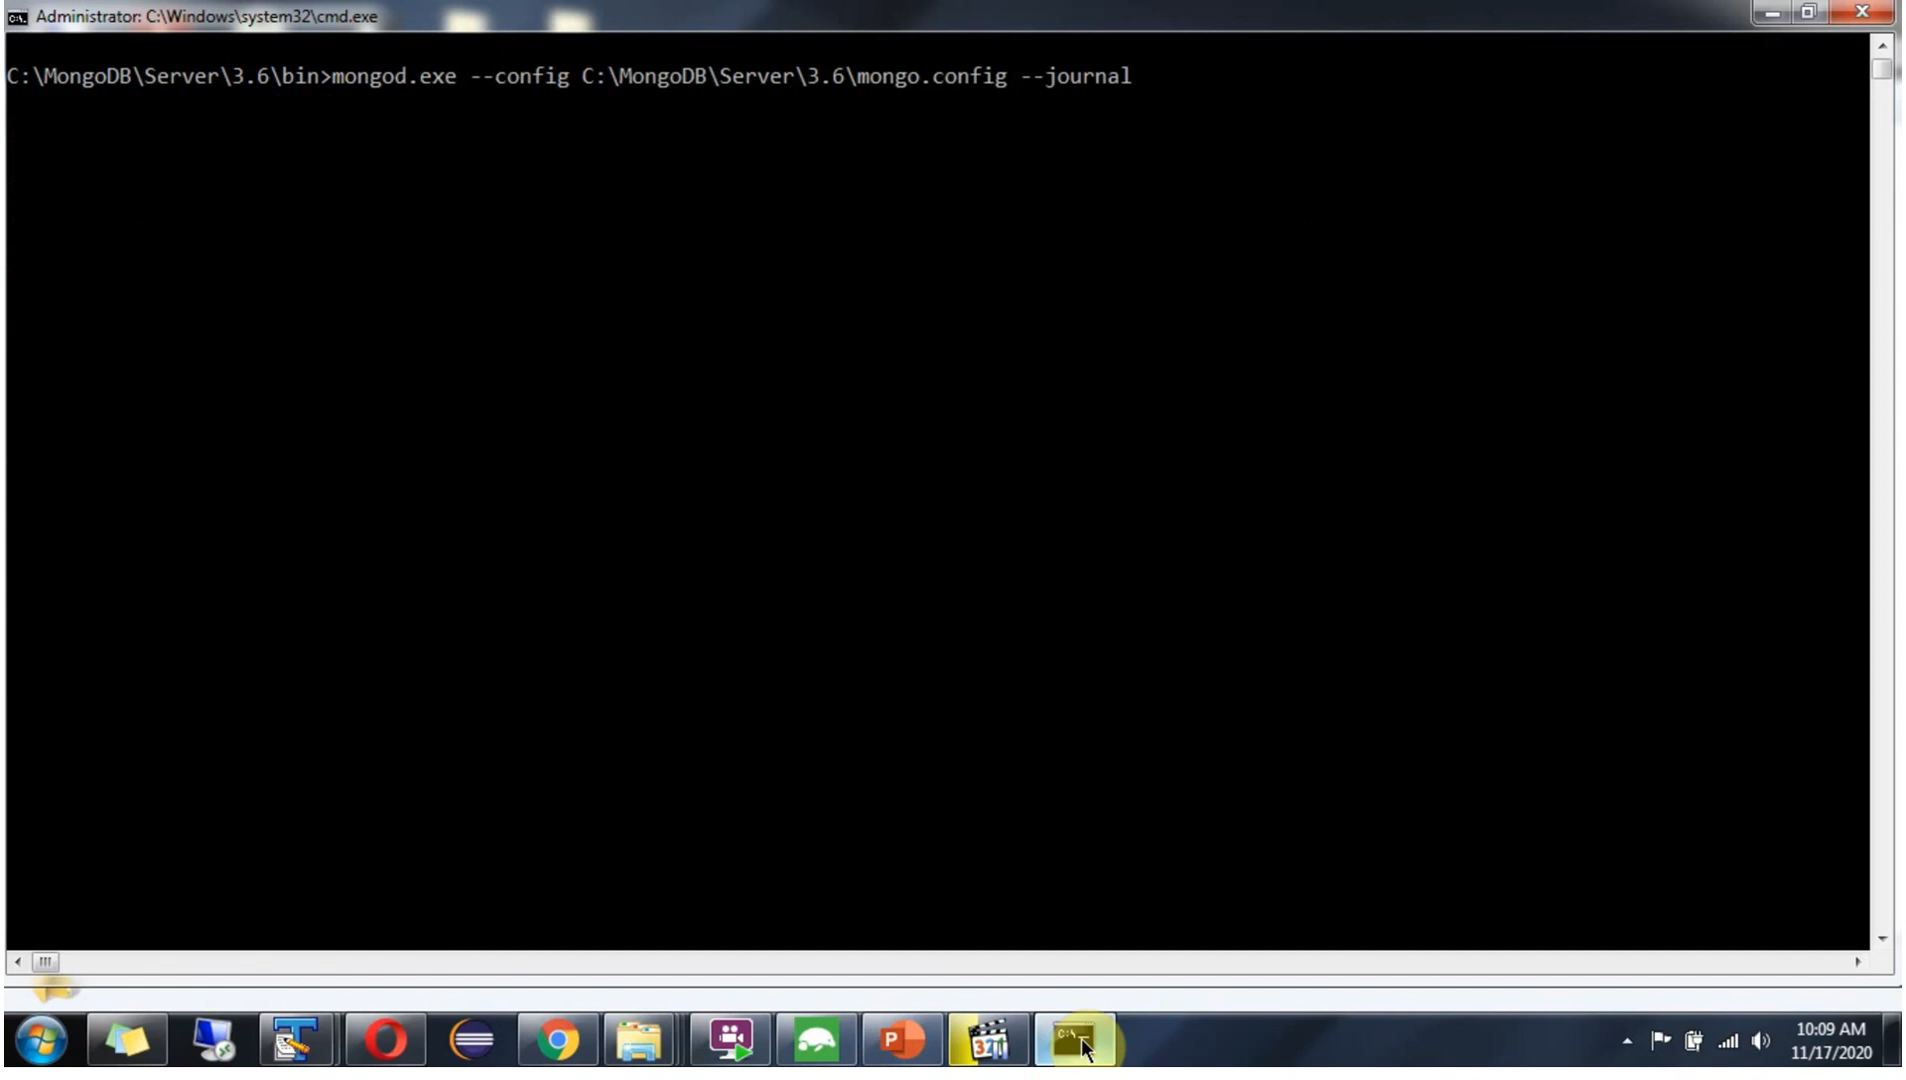 Administrator: C:\Windows\system32\cmd.exe
C:\MongoDB\Server\3.6\bin>mongod.exe --config C:\MongoDB\Server\3.6\mongo.config --journal
10:09 AM
11/17/2020